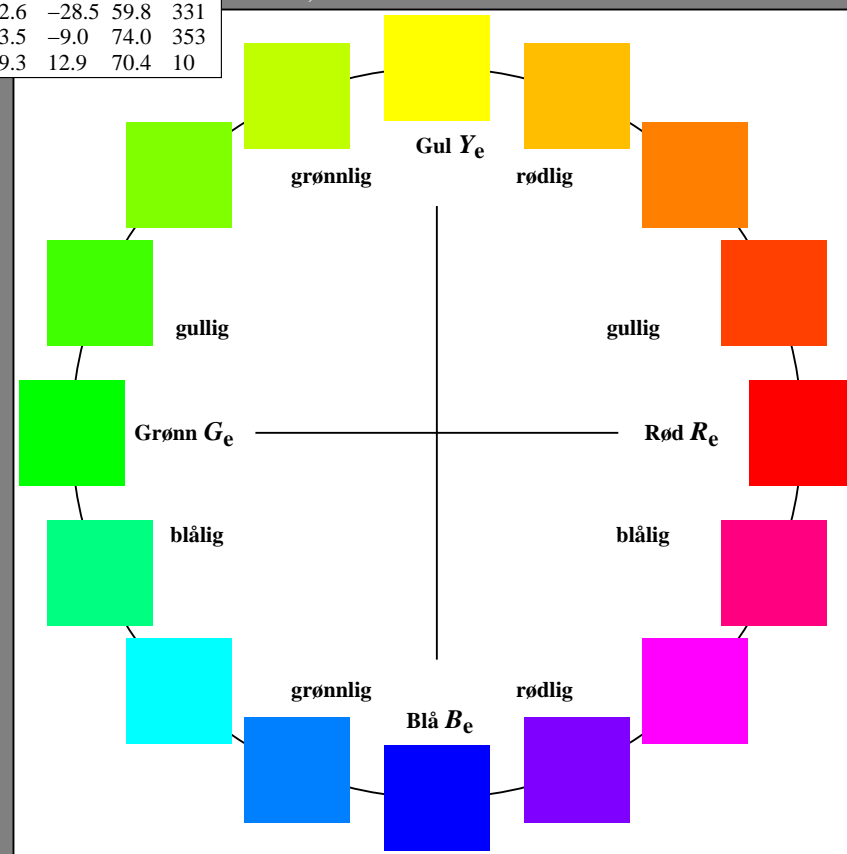 2.6 −28.5 59.8 331
3.5 −9.0 74.0 353
9.3 12.9 70.4 10
Gul Ye
grønnlig rødlig
gullig gullig
Grønn Ge Rød Re
blålig blålig
grønnlig rødlig
Blå Be